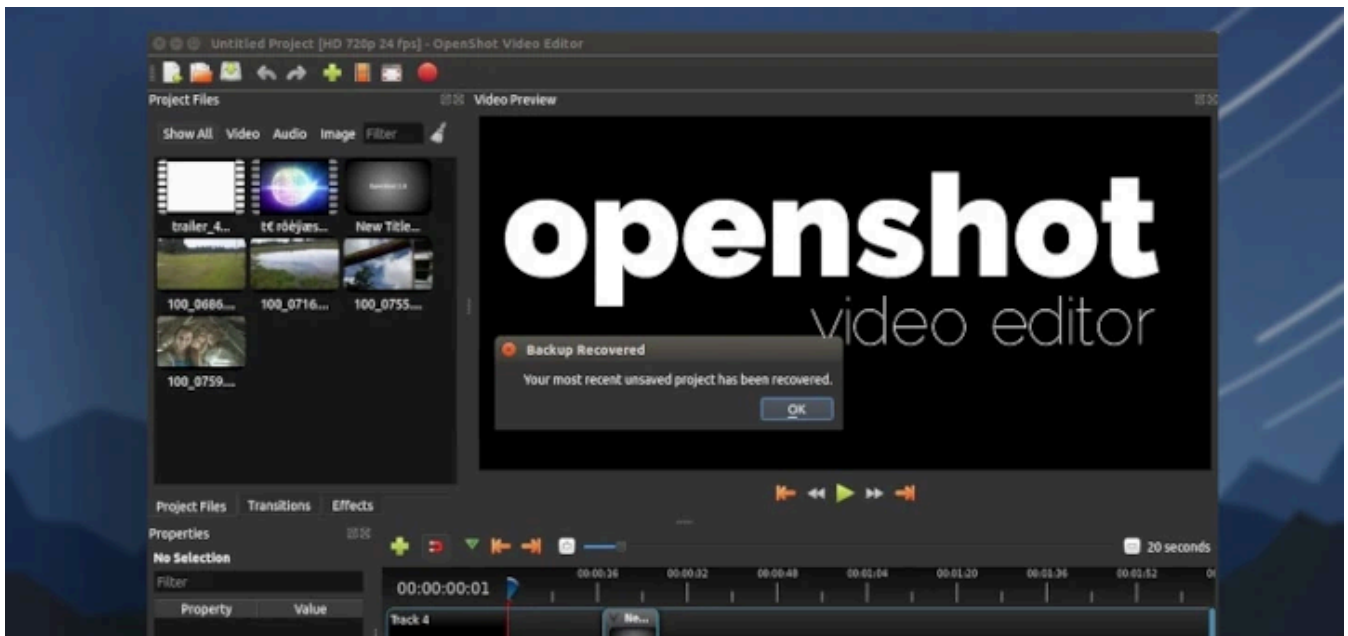 Untitled Project [HD 720p 24 fps] - OpenShot Video Editor
Project Files
Video Preview
Show All Video Audio Image Filter
trailer_4... New Title...
100_0686... 100_0716... 100_0755...
100_0759...
openshot
video editor
Backup Recovered
Your most recent unsaved project has been recovered.
OK
Project Files Transitions Effects
Properties
No Selection
Filter
Property Value
20 seconds
00:00:00:01
00:00:16 00:00:32 00:00:48 00:01:04 00:01:20 00:01:36 00:01:52
Track 4
Ne...